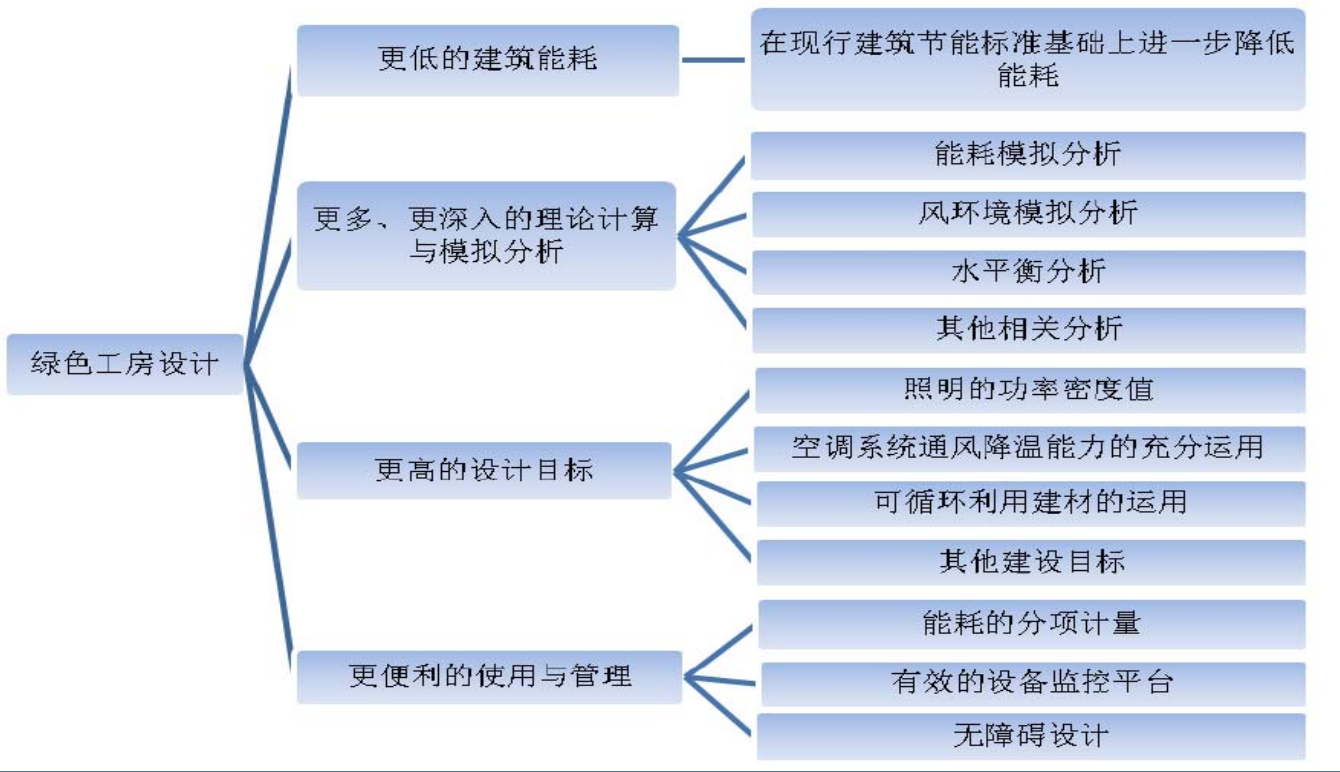 绿色工房设计
更低的建筑能耗
在现行建筑节能标准基础上进一步降低
能耗
更多、更深入的理论计算
与模拟分析
能耗模拟分析
风环境模拟分析
水平衡分析
其他相关分析
更高的设计目标
照明的功率密度值
空调系统通风降温能力的充分运用
可循环利用建材的运用
其他建设目标
更便利的使用与管理
能耗的分项计量
有效的设备监控平台
无障碍设计